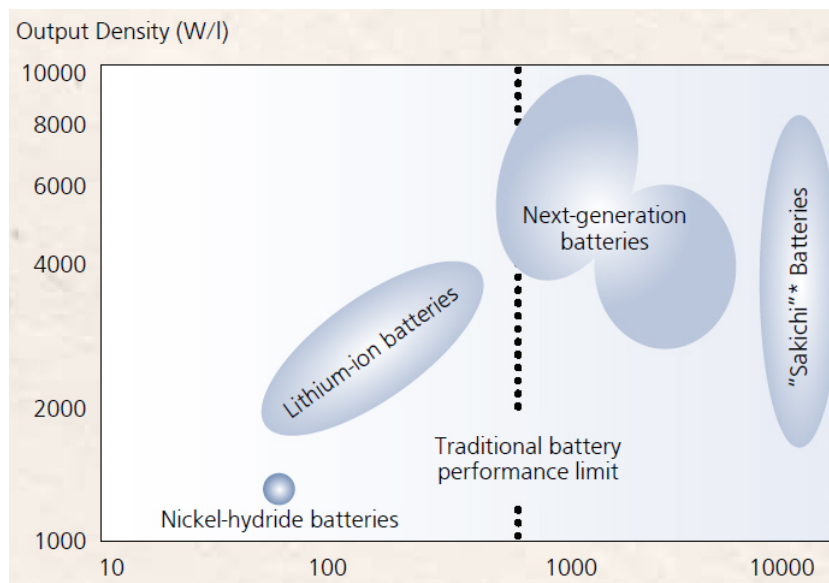 Output Density (W/l)
10000
8000
6000
4000
2000
1000
Next-generation
batteries
"Sakichi"* Batteries
Lithium-ion batteries
Traditional battery
performance limit
Nickel-hydride batteries
10
100
1000
10000